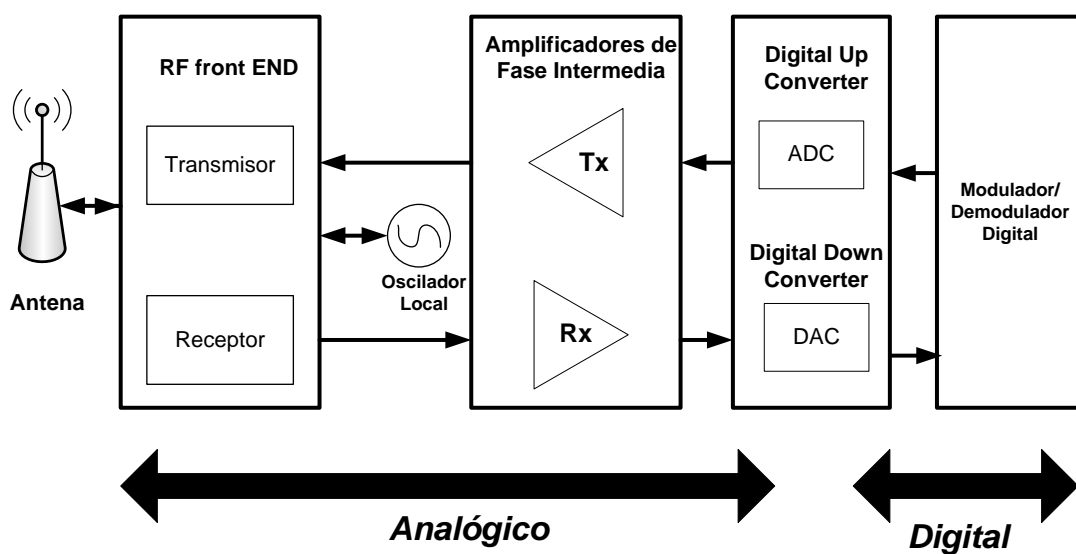 Antena
RF front END
Transmisor
Receptor
Oscilador
Local
Amplificadores de
Fase Intermedia
Tx
Rx
Digital Up
Converter
ADC
Digital Down
Converter
DAC
Modulador/
Demodulador
Digital
Analógico
Digital